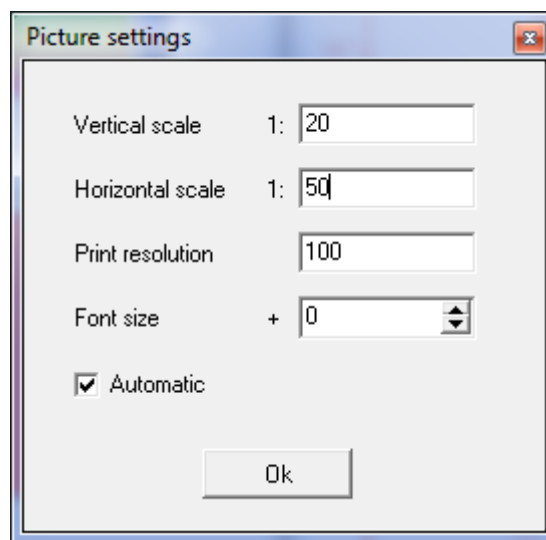 Picture settings
Vertical scale 1: 20
Horizontal scale 1: 50
Print resolution 100
Font size + 0
Automatic
Ok